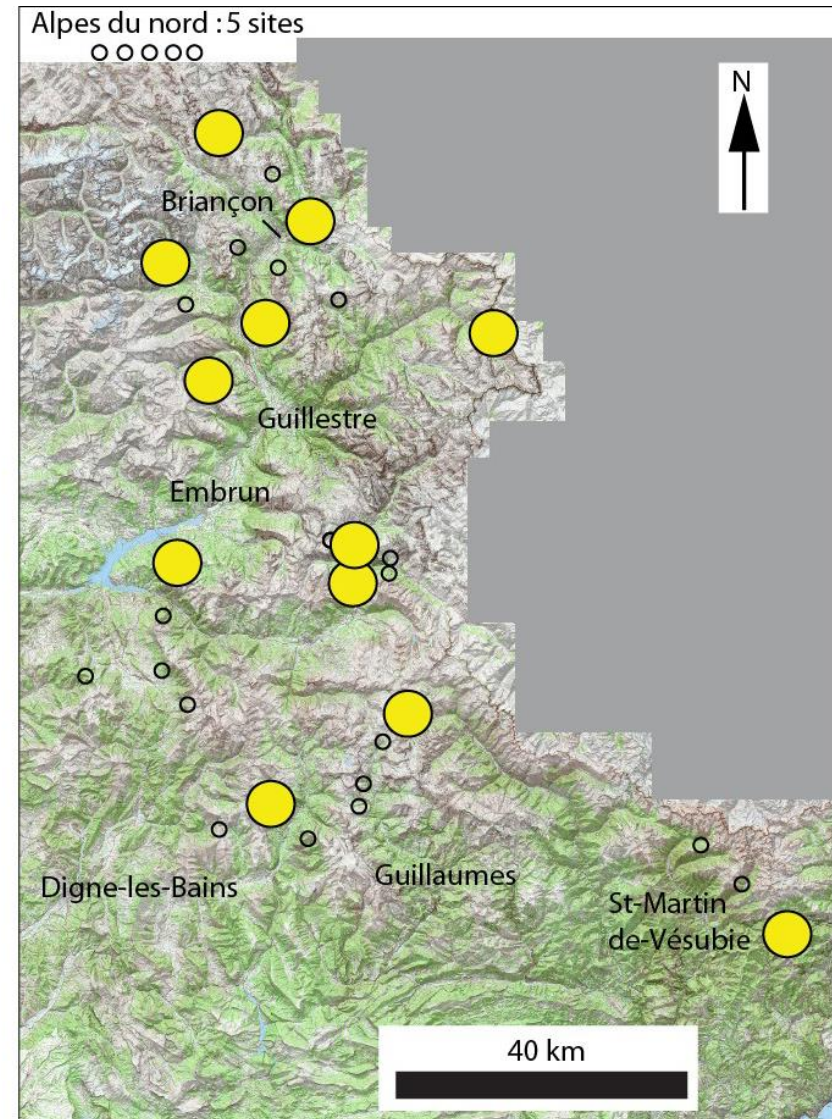 Alpes du nord : 5 sites
N
Briançon
Guillestre
Embrun
Digne-les-Bains
Guillaumes
St-Martin
de-Vésubie
40 km